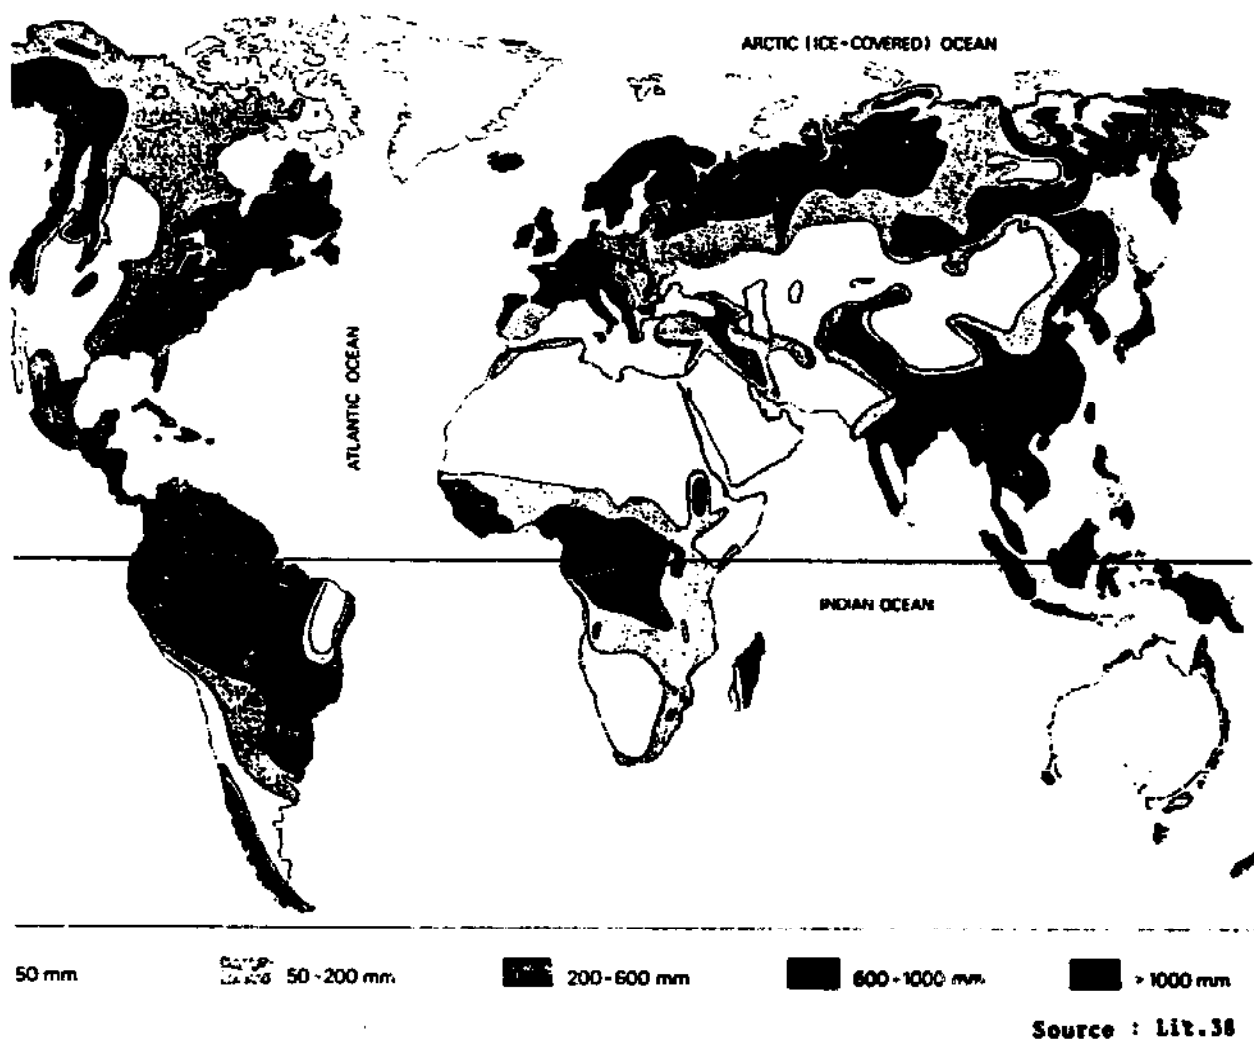 ARCTIC (ICE-COVERED) OCEAN
ATLANTIC OCEAN
INDIAN OCEAN
50 mm
50-200 mm
200-600 mm
600-1000 mm
> 1000 mm
Source : Lit.38